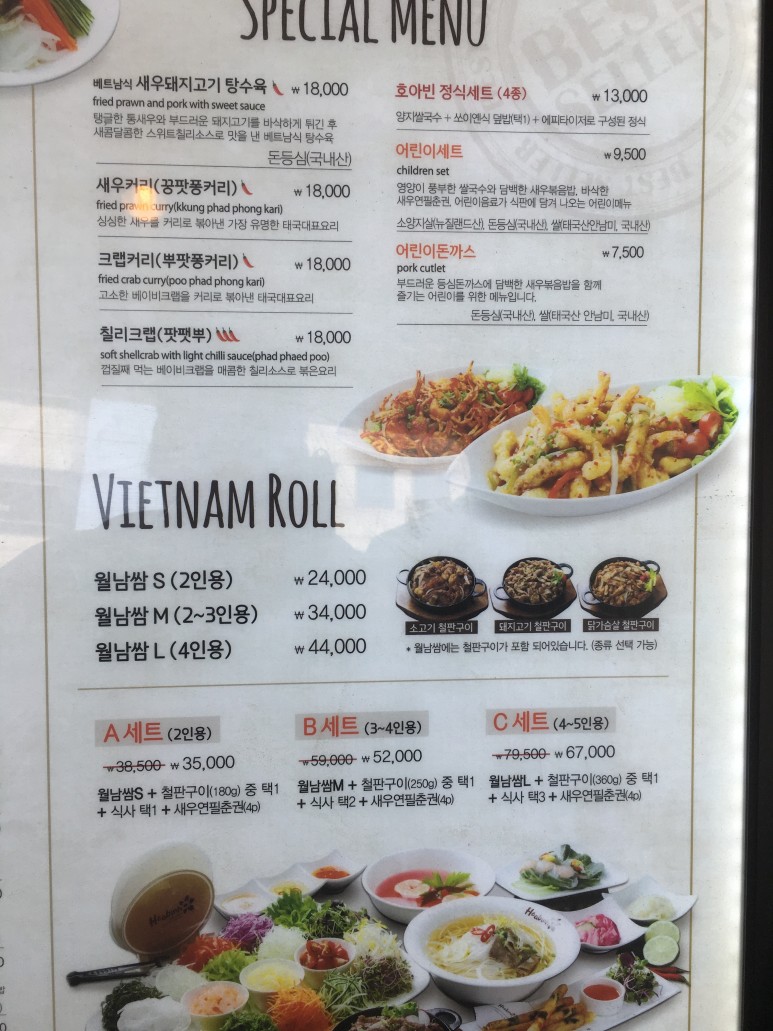 SPECIAL MENU
베트남식 새우돼지고기 탕수육 ₩ 18,000
fried prawn and pork with sweet sauce
탱글한 통새우와 부드러운 돼지고기를 바삭하게 튀긴 후
새콤달콤한 스위트칠리소스로 맛을 낸 베트남식 탕수육
돈등심(국내산)
새우커리(꿍팟퐁커리) ₩ 18,000
fried prawn curry(kkung phad phong kari)
싱싱한 새우를 커리로 볶아낸 가장 유명한 태국대표요리
크랩커리(뿌팟퐁커리) ₩ 18,000
fried crab curry(poo phad phong kari)
고소한 베이비크랩을 커리로 볶아낸 태국대표요리
칠리크랩(팟팻뿌) ₩ 18,000
soft shellcrab with light chilli sauce(phad phaed poo)
껍질째 먹는 베이비크랩을 매콤한 칠리소스로 볶은요리
BEST
SELLER
호아빈 정식세트 (4종) ₩ 13,000
양지쌀국수 + 쏘이앤식 덮밥(택1) + 에피타이저로 구성된 정식
어린이세트 ₩ 9,500
children set
영양이 풍부한 쌀국수와 담백한 새우볶음밥, 바삭한
새우연필춘권, 어린이음료가 식판에 담겨 나오는 어린이메뉴
소양지살(뉴질랜드산), 돈등심(국내산), 쌀(태국산안남미, 국내산)
어린이돈까스 ₩ 7,500
pork cutlet
부드러운 등심돈까스에 담백한 새우볶음밥을 함께
즐기는 어린이를 위한 메뉴입니다.
돈등심(국내산), 쌀(태국산 안남미, 국내산)
VIETNAM ROLL
월남쌈 S (2인용) ₩ 24,000
월남쌈 M (2~3인용) ₩ 34,000
월남쌈 L (4인용) ₩ 44,000
소고기 철판구이 돼지고기 철판구이 닭가슴살 철판구이
* 월남쌈에는 철판구이가 포함 되어있습니다. (종류 선택 가능)
A 세트 (2인용)
₩ 38,500 ₩ 35,000
월남쌈S + 철판구이(180g) 중 택1
+ 식사 택1 + 새우연필춘권(4p)
B 세트 (3~4인용)
₩ 59,000 ₩ 52,000
월남쌈M + 철판구이(250g) 중 택1
+ 식사 택2 + 새우연필춘권(4p)
C 세트 (4~5인용)
₩ 79,500 ₩ 67,000
월남쌈L + 철판구이(360g) 중 택1
+ 식사 택3 + 새우연필춘권(4p)